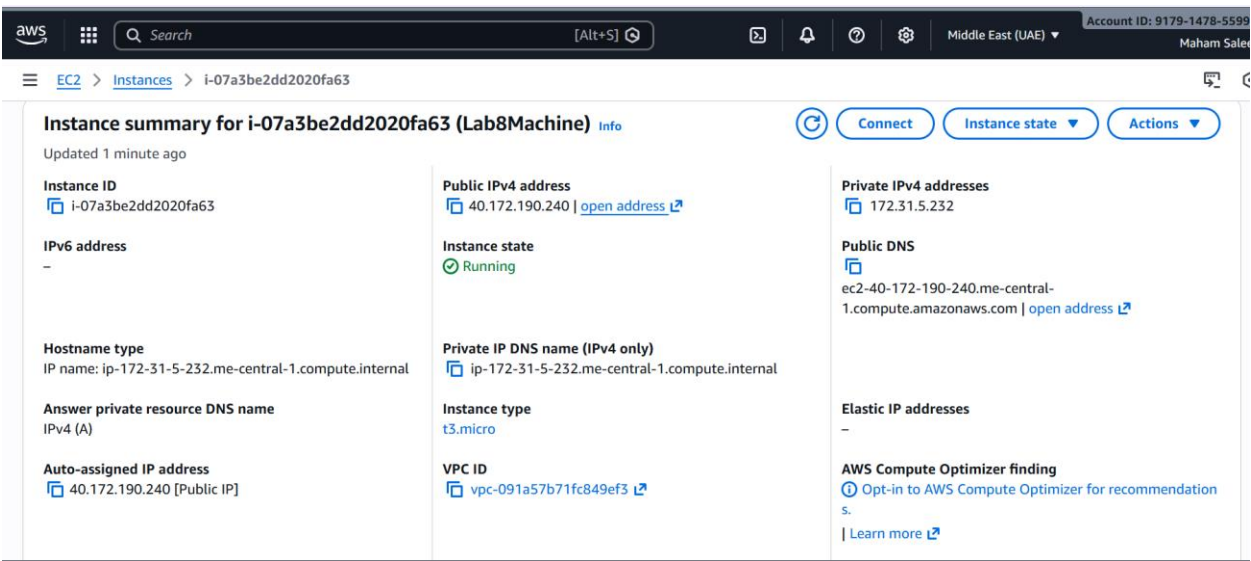 aws
Search
[Alt+S]
Middle East (UAE)
Account ID: 9179-1478-5599
Maham Salee
EC2 > Instances > i-07a3be2dd2020fa63
Instance summary for i-07a3be2dd2020fa63 (Lab8Machine) Info
Connect
Instance state
Actions
Updated 1 minute ago
Instance ID
i-07a3be2dd2020fa63
Public IPv4 address
40.172.190.240 | open address
Private IPv4 addresses
172.31.5.232
IPv6 address
–
Instance state
Running
Public DNS
ec2-40-172-190-240.me-central-
1.compute.amazonaws.com | open address
Hostname type
IP name: ip-172-31-5-232.me-central-1.compute.internal
Private IP DNS name (IPv4 only)
ip-172-31-5-232.me-central-1.compute.internal
Answer private resource DNS name
IPv4 (A)
Instance type
t3.micro
Elastic IP addresses
–
Auto-assigned IP address
40.172.190.240 [Public IP]
VPC ID
vpc-091a57b71fc849ef3
AWS Compute Optimizer finding
Opt-in to AWS Compute Optimizer for recommendation
s.
| Learn more